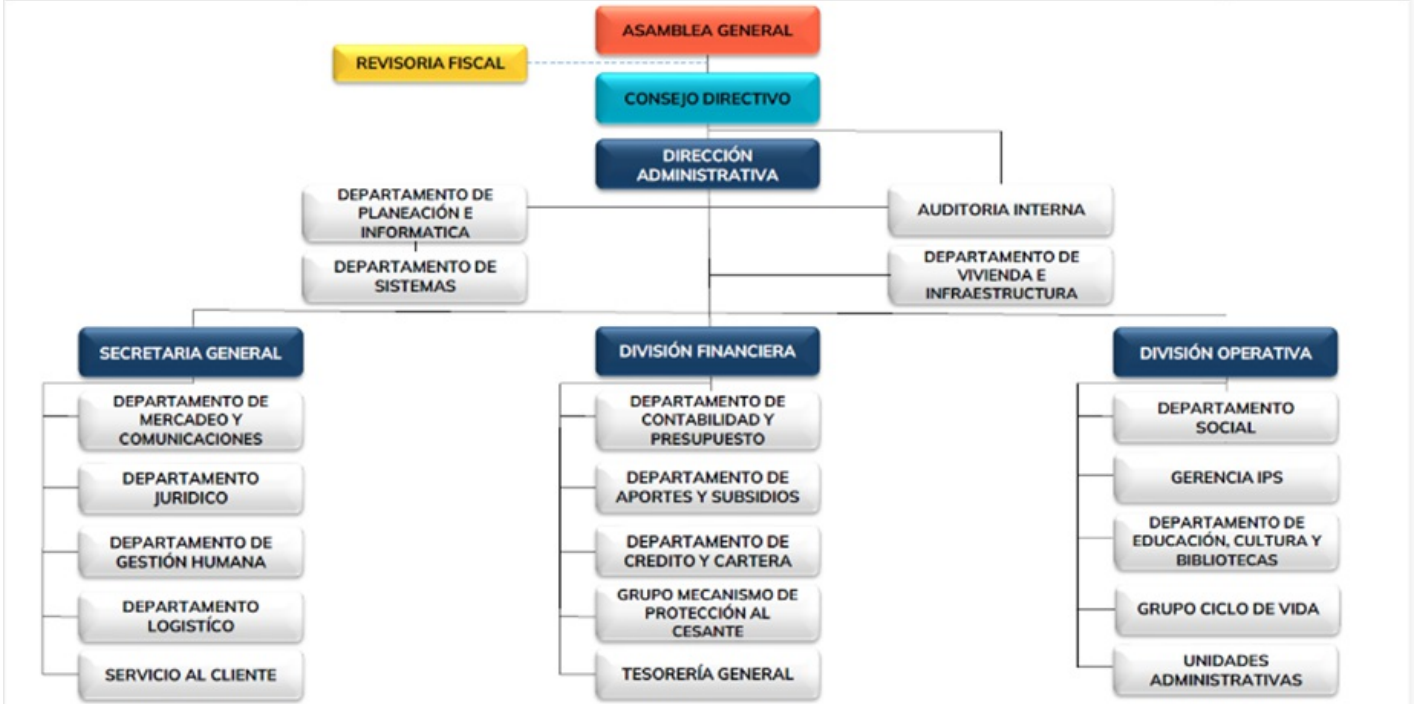 ASAMBLEA GENERAL
REVISORIA FISCAL
CONSEJO DIRECTIVO
DIRECCIÓN
ADMINISTRATIVA
DEPARTAMENTO DE
PLANEACIÓN E
INFORMATICA
AUDITORIA INTERNA
DEPARTAMENTO DE
SISTEMAS
DEPARTAMENTO DE
VIVIENDA E
INFRAESTRUCTURA
SECRETARIA GENERAL
DEPARTAMENTO DE
MERCADEO Y
COMUNICACIONES
DEPARTAMENTO
JURIDICO
DEPARTAMENTO DE
GESTIÓN HUMANA
DEPARTAMENTO
LOGISTÍCO
SERVICIO AL CLIENTE
DIVISIÓN FINANCIERA
DEPARTAMENTO DE
CONTABILIDAD Y
PRESUPUESTO
DEPARTAMENTO DE
APORTES Y SUBSIDIOS
DEPARTAMENTO DE
CREDITO Y CARTERA
GRUPO MECANISMO DE
PROTECCIÓN AL
CESANTE
TESORERÍA GENERAL
DIVISIÓN OPERATIVA
DEPARTAMENTO
SOCIAL
GERENCIA IPS
DEPARTAMENTO DE
EDUCACIÓN, CULTURA Y
BIBLIOTECAS
GRUPO CICLO DE VIDA
UNIDADES
ADMINISTRATIVAS